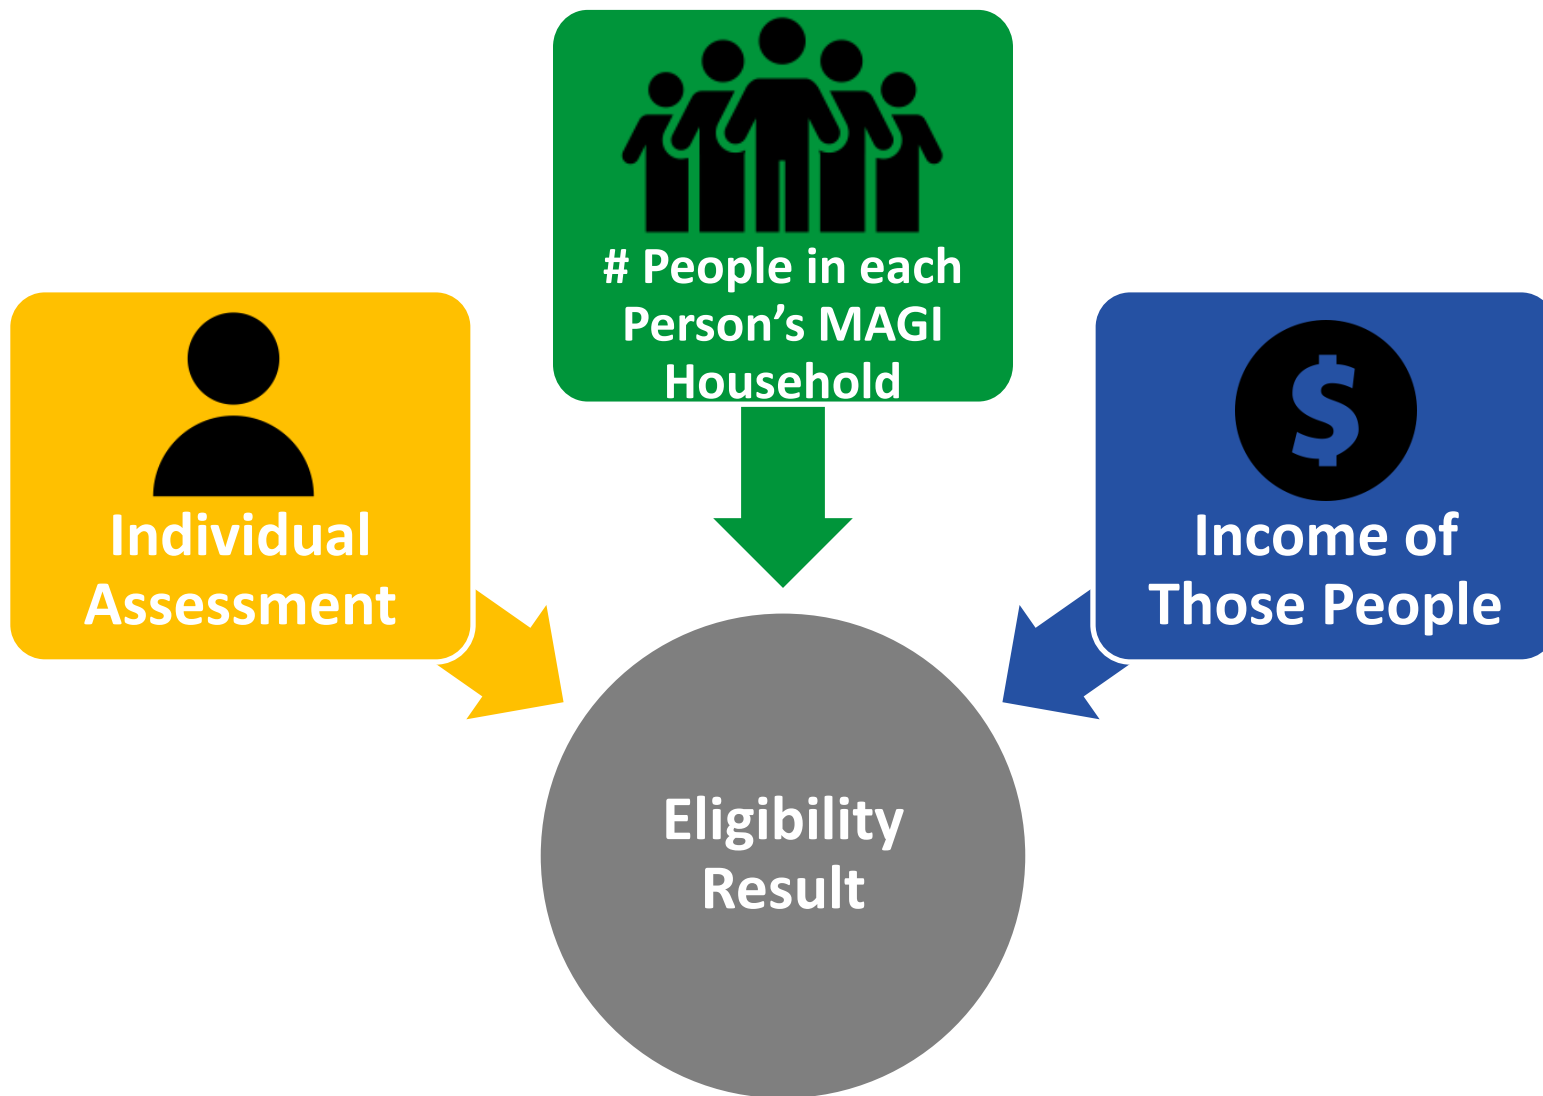 # People in each
Person’s MAGI
Household
Individual
Assessment
$
Income of
Those People
Eligibility
Result